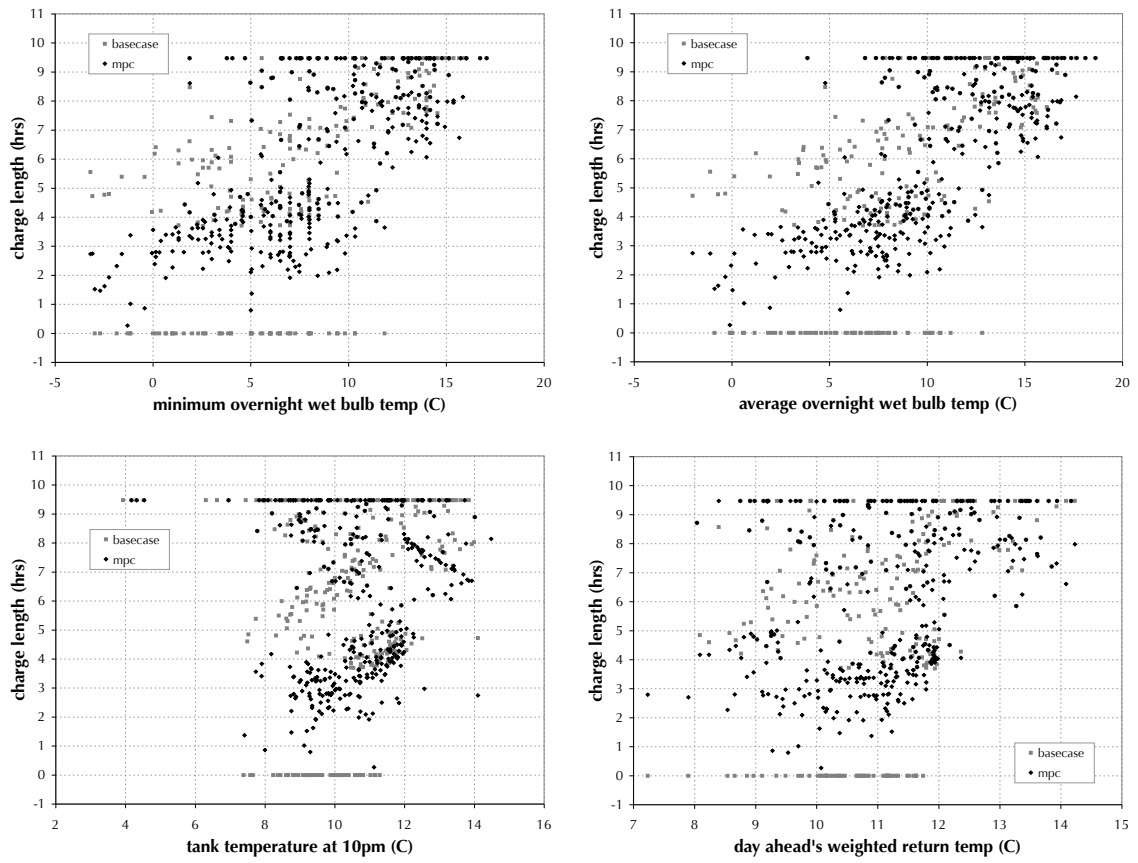 11
10
9
8
7
6
5
4
3
2
1
0
-1
-5 0 5 10 15 20
charge length (hrs)
minimum overnight wet bulb temp (C)
basecase
mpc
11
10
9
8
7
6
5
4
3
2
1
0
-1
-5 0 5 10 15 20
charge length (hrs)
average overnight wet bulb temp (C)
basecase
mpc
11
10
9
8
7
6
5
4
3
2
1
0
-1
2 4 6 8 10 12 14 16
charge length (hrs)
tank temperature at 10pm (C)
basecase
mpc
11
10
9
8
7
6
5
4
3
2
1
0
-1
7 8 9 10 11 12 13 14 15
charge length (hrs)
day ahead's weighted return temp (C)
basecase
mpc